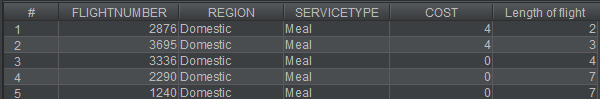 # FLIGHTNUMBER REGION SERVICETYPE COST Length of flight
1 2876 Domestic Meal 4 2
2 3695 Domestic Meal 4 3
3 3336 Domestic Meal 0 4
4 2290 Domestic Meal 0 7
5 1240 Domestic Meal 0 7